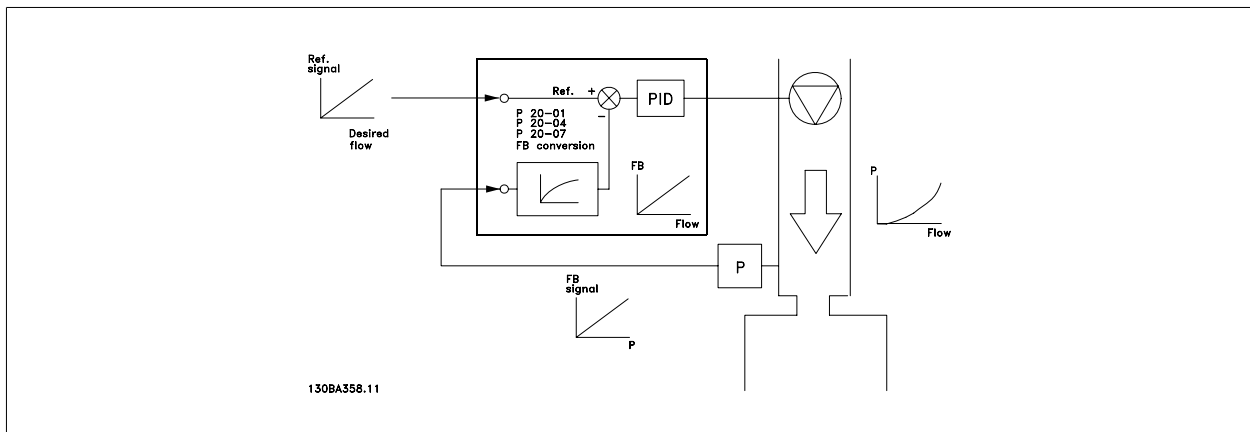 Ref.
signal
Desired
flow
Ref.
+
-
PID
P 20-01
P 20-04
P 20-07
FB conversion
FB
Flow
P
Flow
P
FB
signal
P
130BA358.11